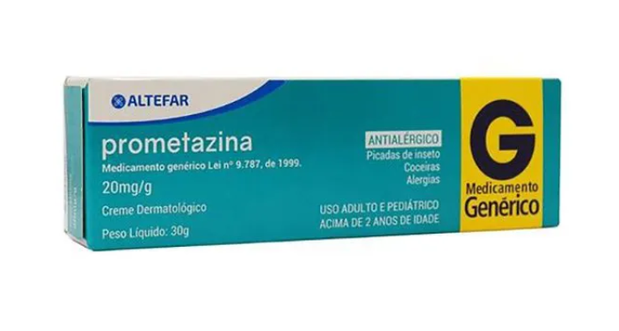 ALTEFAR
prometazina
Medicamento genérico Lei nº 9.787, de 1999.
20mg/g
Creme Dermatológico
Peso Líquido: 30g
ANTIALÉRGICO
Picadas de inseto
Coceiras
Alergias
USO ADULTO E PEDIÁTRICO
ACIMA DE 2 ANOS DE IDADE
G
Medicamento
Genérico